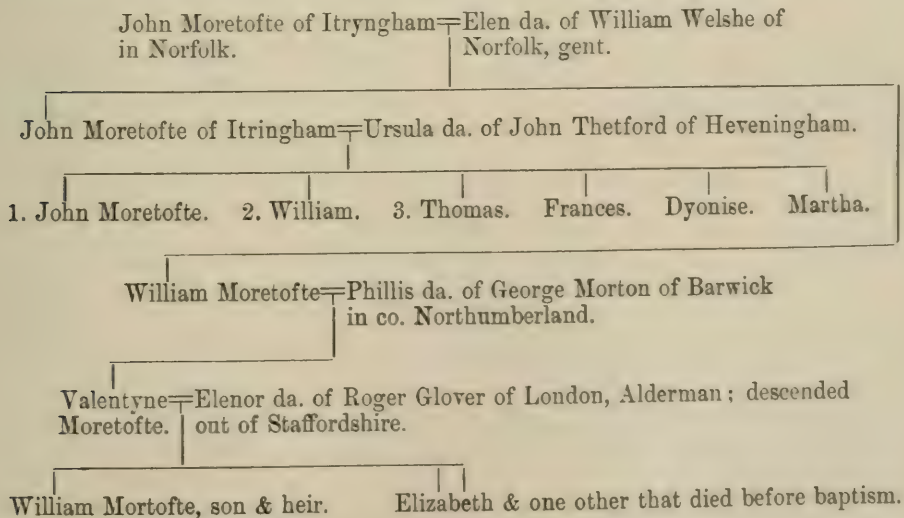 John Moretofte of Itryngham=Elen da. of William Welshe of
in Norfolk. Norfolk, gent.
John Moretofte of Itringham=Ursula da. of John Thetford of Heveningham.
1. John Moretofte. 2. William. 3. Thomas. Frances. Dyonise. Martha.
William Moretofte=Phillis da. of George Morton of Barwick
in co. Northumberland.
Valentyne=Elenor da. of Roger Glover of London, Alderman; descended
Moretofte. out of Staffordshire.
William Mortofte, son & heir. Elizabeth & one other that died before baptism.